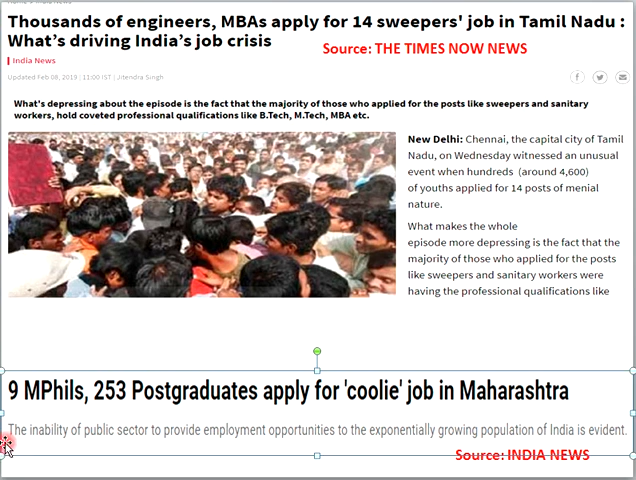 Thousands of engineers, MBAs apply for 14 sweepers' job in Tamil Nadu :
What's driving India's job crisis
Source: THE TIMES NOW NEWS
India News
Updated Feb 08, 2019 | 11:00 IST | Jitendra Singh
What's depressing about the episode is the fact that the majority of those who applied for the posts like sweepers and sanitary
workers, hold coveted professional qualifications like B.Tech, M.Tech, MBA etc.
New Delhi: Chennai, the capital city of Tamil
Nadu, on Wednesday witnessed an unusual
event when hundreds (around 4,600)
of youths applied for 14 posts of menial
nature.
What makes the whole
episode more depressing is the fact that the
majority of those who applied for the posts
like sweepers and sanitary workers were
having the professional qualifications like
9 MPhils, 253 Postgraduates apply for 'coolie' job in Maharashtra
The inability of public sector to provide employment opportunities to the exponentially growing population of India is evident.
Source: INDIA NEWS